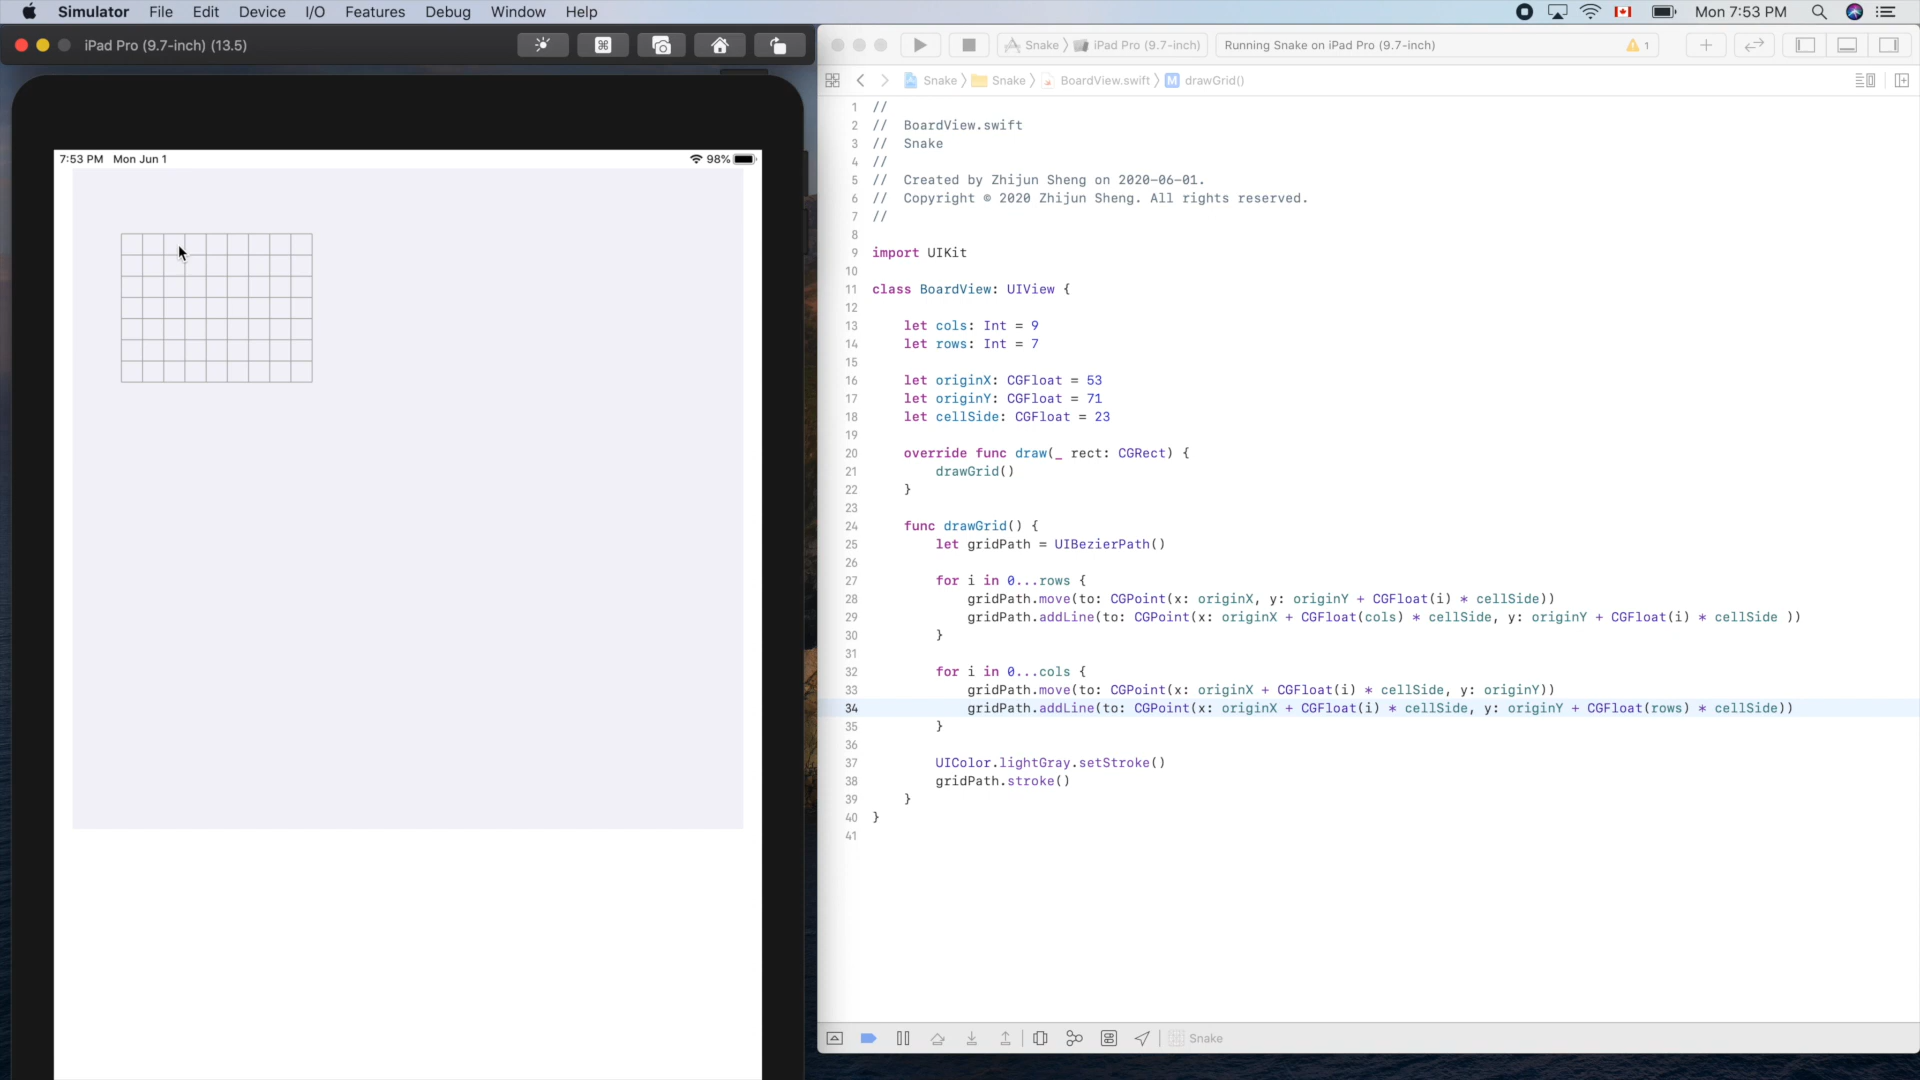 Simulator File Edit Device I/O Features Debug Window Help Mon 7:53 PM
iPad Pro (9.7-inch) (13.5)
Snake iPad Pro (9.7-inch) Running Snake on iPad Pro (9.7-inch) 1
Snake Snake BoardView.swift M drawGrid()
7:53 PM Mon Jun 1 98%
1 //
2 // BoardView.swift
3 // Snake
4 //
5 // Created by Zhijun Sheng on 2020-06-01.
6 // Copyright © 2020 Zhijun Sheng. All rights reserved.
7 //
8
9 import UIKit
10
11 class BoardView: UIView {
12
13 let cols: Int = 9
14 let rows: Int = 7
15
16 let originX: CGFloat = 53
17 let originY: CGFloat = 71
18 let cellSide: CGFloat = 23
19
20 override func draw(_ rect: CGRect) {
21 drawGrid()
22 }
23
24 func drawGrid() {
25 let gridPath = UIBezierPath()
26
27 for i in 0...rows {
28 gridPath.move(to: CGPoint(x: originX, y: originY + CGFloat(i) * cellSide))
29 gridPath.addLine(to: CGPoint(x: originX + CGFloat(cols) * cellSide, y: originY + CGFloat(i) * cellSide ))
30 }
31
32 for i in 0...cols {
33 gridPath.move(to: CGPoint(x: originX + CGFloat(i) * cellSide, y: originY))
34 gridPath.addLine(to: CGPoint(x: originX + CGFloat(i) * cellSide, y: originY + CGFloat(rows) * cellSide))
35 }
36
37 UIColor.lightGray.setStroke()
38 gridPath.stroke()
39 }
40 }
41
Snake